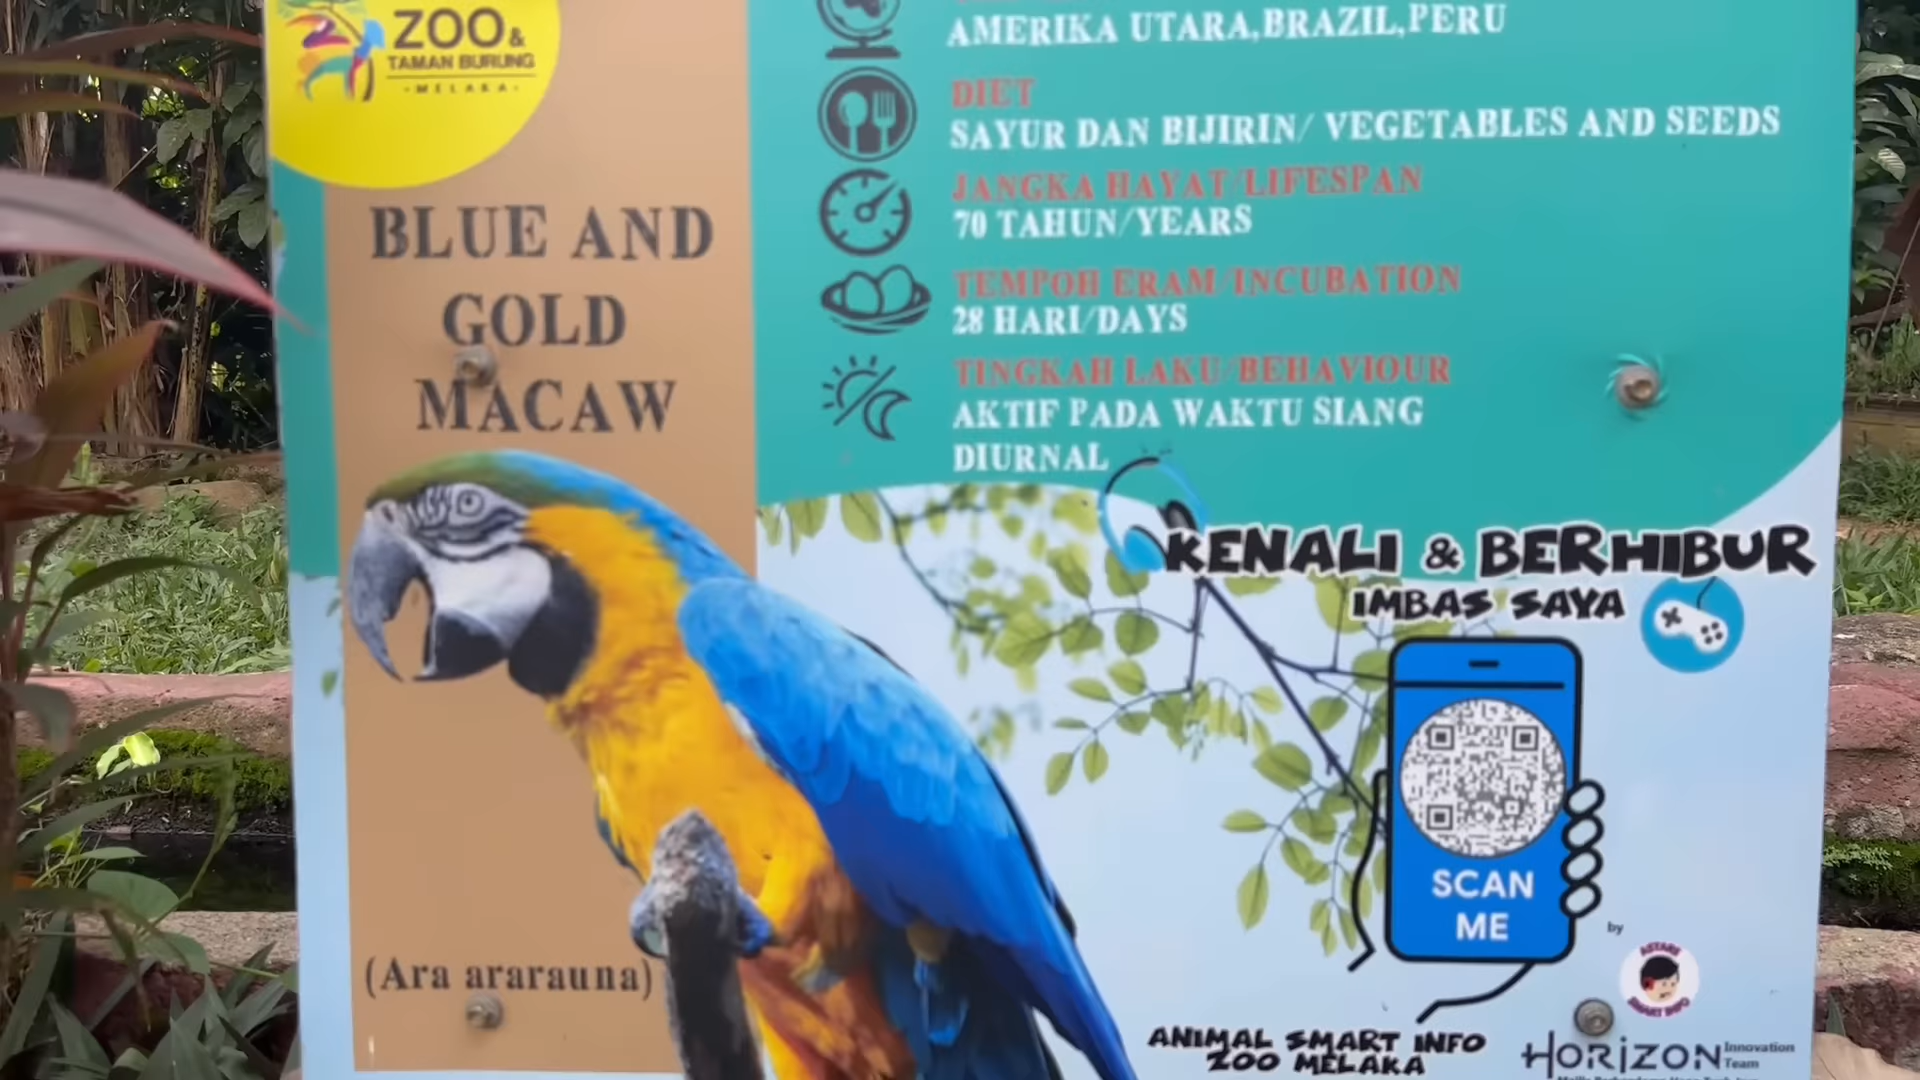 ZOO &
TAMAN BURUNG
- MELAKA -
BLUE AND
GOLD
MACAW
(Ara ararauna)
AMERIKA UTARA,BRAZIL,PERU
DIET
SAYUR DAN BIJIRIN/ VEGETABLES AND SEEDS
JANGKA HAYAT/LIFESPAN
70 TAHUN/YEARS
TEMPOH ERAM/INCUBATION
28 HARI/DAYS
TINGKAH LAKU/BEHAVIOUR
AKTIF PADA WAKTU SIANG
DIURNAL
KENALI & BERHIBUR
IMBAS SAYA
SCAN
ME
by
SMART INFO
ANIMAL SMART INFO
ZOO MELAKA
HORIZON Innovation
Team